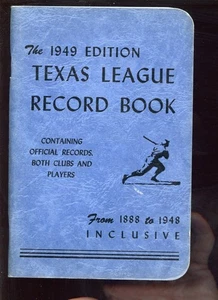 The 1949 EDITION
TEXAS LEAGUE
RECORD BOOK
CONTAINING
OFFICIAL RECORDS,
BOTH CLUBS AND
PLAYERS
From 1888 to 1948
INCLUSIVE